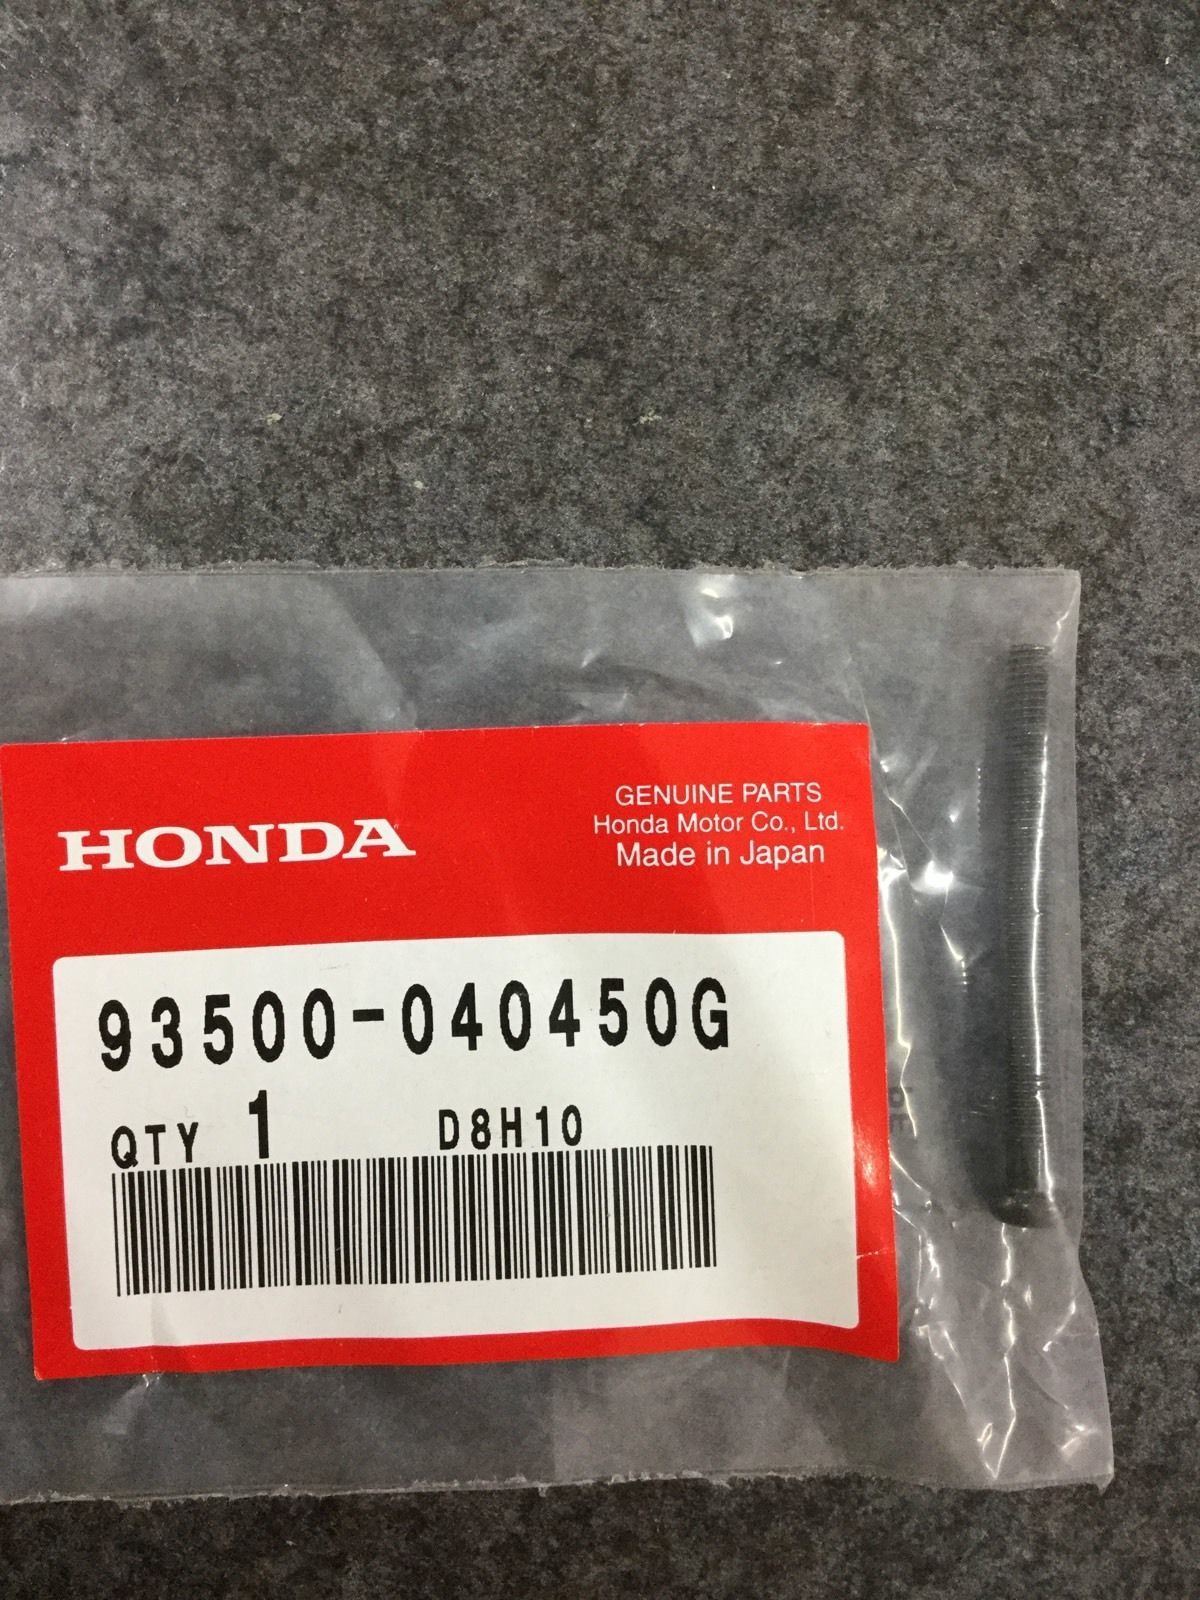 HONDA
GENUINE PARTS
Honda Motor Co., Ltd.
Made in Japan
93500-040450G
QTY 1 D8H10